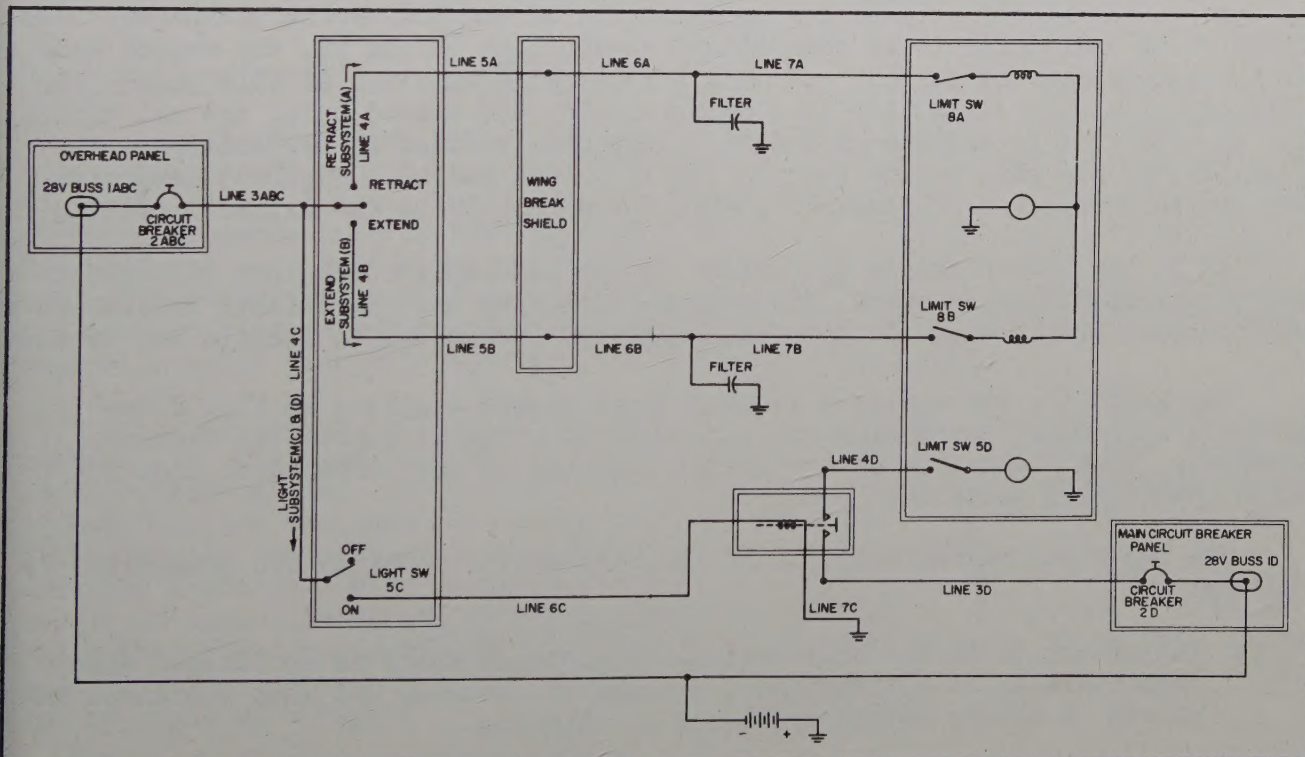 OVERHEAD PANEL
28V BUSS 1ABC
CIRCUIT
BREAKER
2 ABC
LINE 3ABC
RETRACT
SUBSYSTEM(A)
LINE 4A
RETRACT
EXTEND
EXTEND
SUBSYSTEM (B)
LINE 4B
LIGHT
SUBSYSTEM(C) & (D) LINE 4C
OFF
LIGHT SW
5C
ON
LINE 5A
WING
BREAK
SHIELD
LINE 6A
LINE 7A
FILTER
LIMIT SW
8A
LINE 5B
LINE 6B
LINE 7B
FILTER
LIMIT SW
8B
LINE 4D
LIMIT SW 5D
LINE 6C
LINE 7C
LINE 3D
MAIN CIRCUIT BREAKER
PANEL
28V BUSS 1D
CIRCUIT
BREAKER
2 D
- +